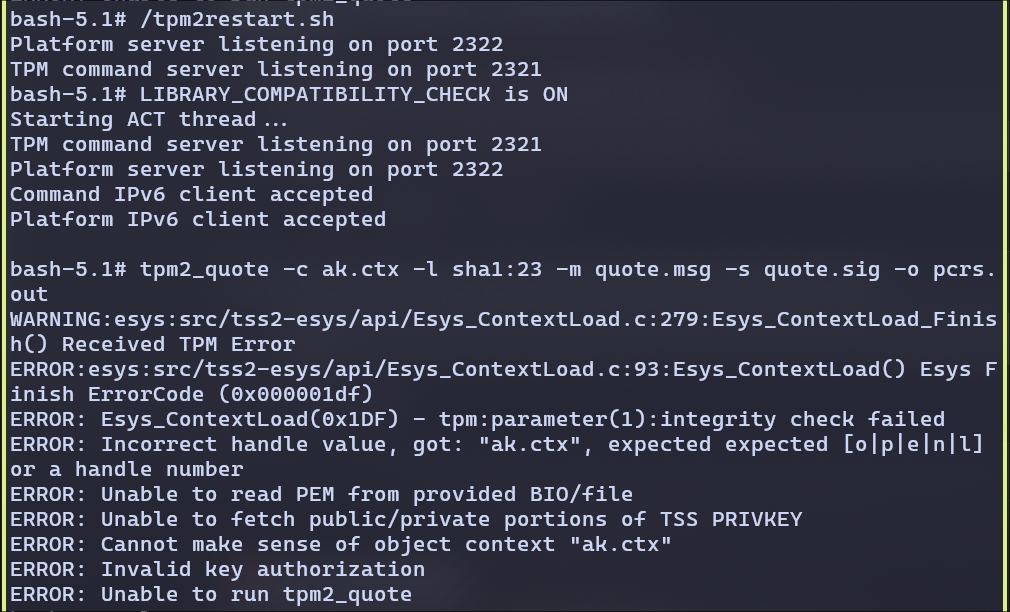 bash-5.1# /tpm2restart.sh
Platform server listening on port 2322
TPM command server listening on port 2321
bash-5.1# LIBRARY_COMPATIBILITY_CHECK is ON
Starting ACT thread...
TPM command server listening on port 2321
Platform server listening on port 2322
Command IPv6 client accepted
Platform IPv6 client accepted
bash-5.1# tpm2_quote -c ak.ctx -l sha1:23 -m quote.msg -s quote.sig -o pcrs.
out
WARNING:esys:src/tss2-esys/api/Esys_ContextLoad.c:279:Esys_ContextLoad_Finis
h() Received TPM Error
ERROR:esys:src/tss2-esys/api/Esys_ContextLoad.c:93:Esys_ContextLoad() Esys F
inish ErrorCode (0x000001df)
ERROR: Esys_ContextLoad(0x1DF) - tpm:parameter(1):integrity check failed
ERROR: Incorrect handle value, got: "ak.ctx", expected expected [o|p|e|n|l]
or a handle number
ERROR: Unable to read PEM from provided BIO/file
ERROR: Unable to fetch public/private portions of TSS PRIVKEY
ERROR: Cannot make sense of object context "ak.ctx"
ERROR: Invalid key authorization
ERROR: Unable to run tpm2_quote